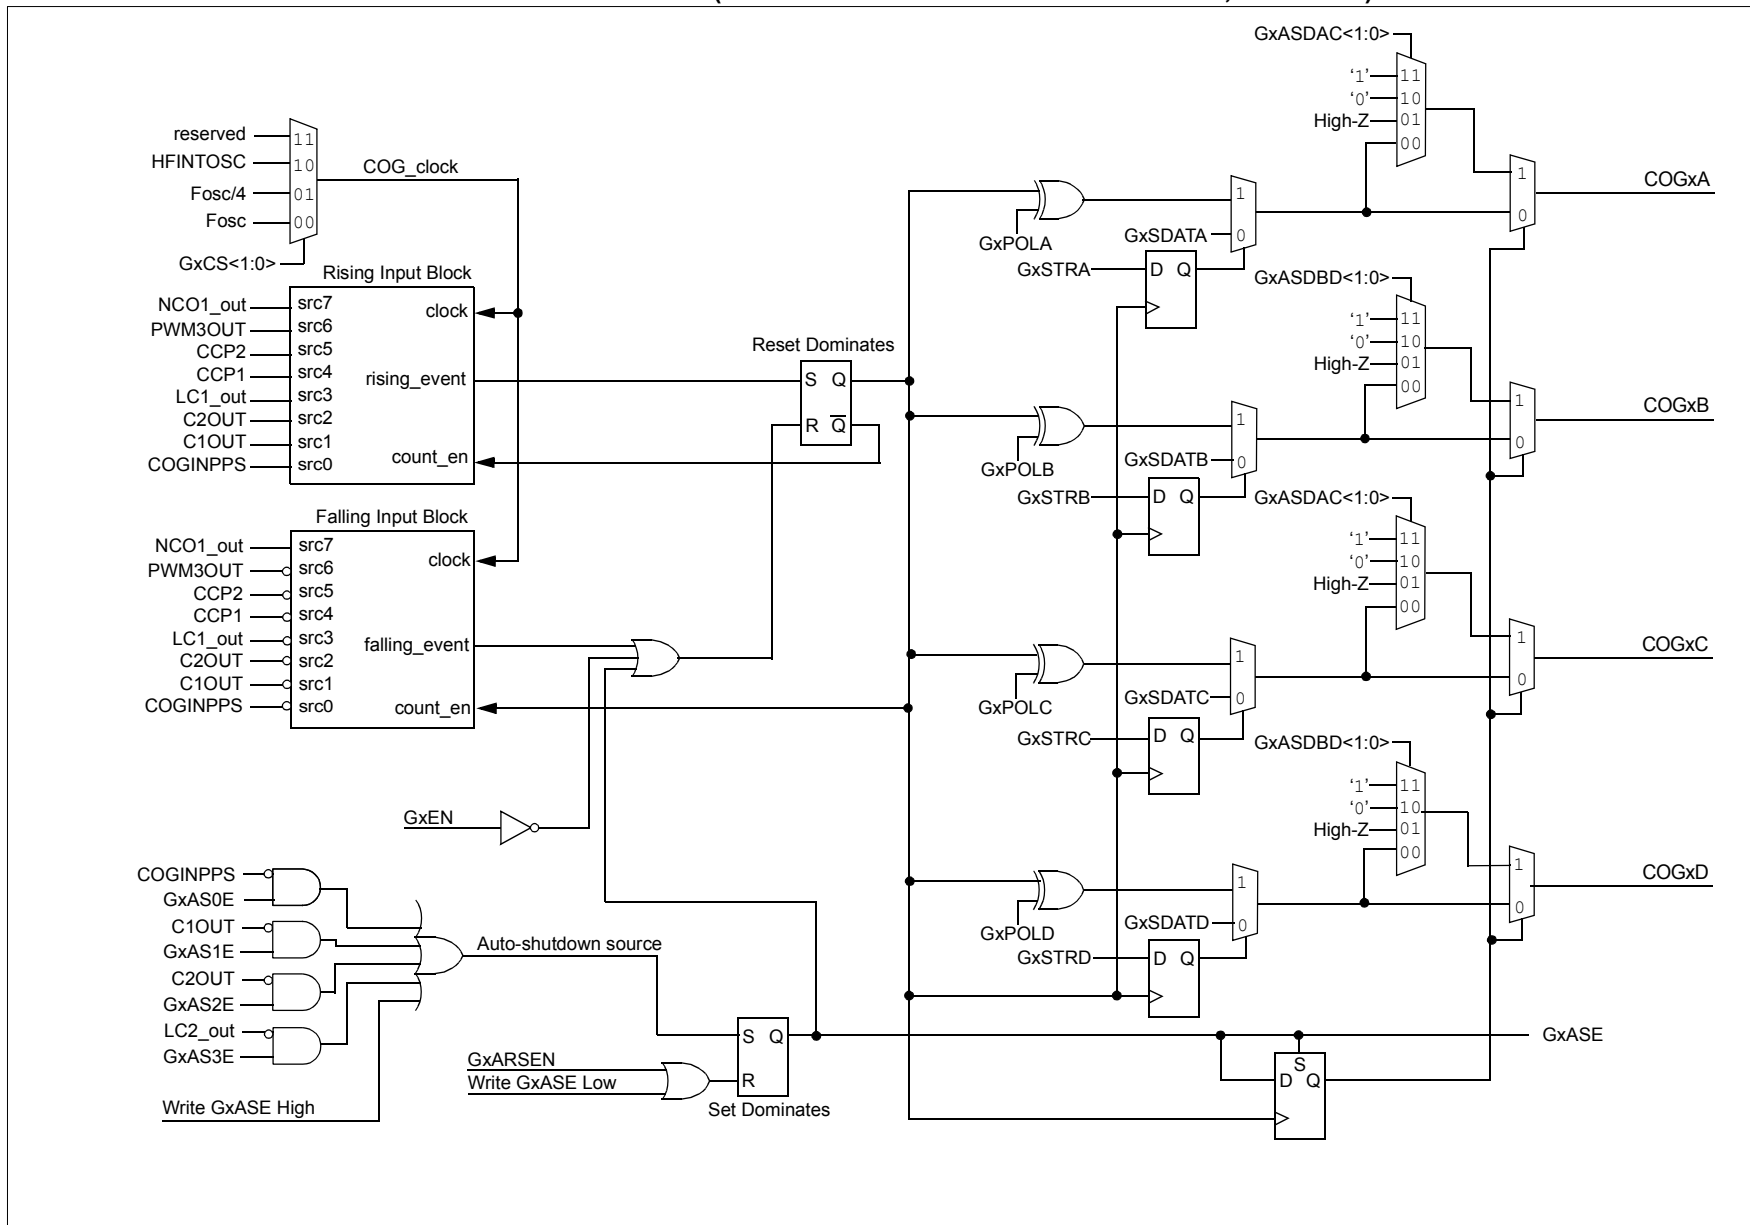 GxASDAC<1:0>
'1'
11
'0'
10
High-Z
01
00
1
0
COGxA
reserved
11
HFINTOSC
10
Fosc/4
01
Fosc
00
GxCS<1:0>
COG_clock
Rising Input Block
NCO1_out
src7
PWM3OUT
src6
CCP2
src5
CCP1
src4
LC1_out
src3
C2OUT
src2
C1OUT
src1
COGINPPS
src0
clock
rising_event
count_en
Reset Dominates
S Q
R Q
GxPOLA
1
GxSDATA
0
GxSTRA
D Q
GxASDBD<1:0>
'1'
11
'0'
10
High-Z
01
00
1
0
COGxB
GxPOLB
1
GxSDATB
0
GxSTRB
D Q
Falling Input Block
NCO1_out
src7
PWM3OUT
src6
CCP2
src5
CCP1
src4
LC1_out
src3
C2OUT
src2
C1OUT
src1
COGINPPS
src0
clock
falling_event
count_en
GxASDAC<1:0>
'1'
11
'0'
10
High-Z
01
00
1
0
COGxC
GxPOLC
1
GxSDATC
0
GxSTRC
D Q
GxEN
GxASDBD<1:0>
'1'
11
'0'
10
High-Z
01
00
1
0
COGxD
GxPOLD
1
GxSDATD
0
GxSTRD
D Q
COGINPPS
GxAS0E
C1OUT
GxAS1E
C2OUT
GxAS2E
LC2_out
GxAS3E
Write GxASE High
Auto-shutdown source
GxARSEN
Write GxASE Low
S Q
R
Set Dominates
GxASE
S
D Q